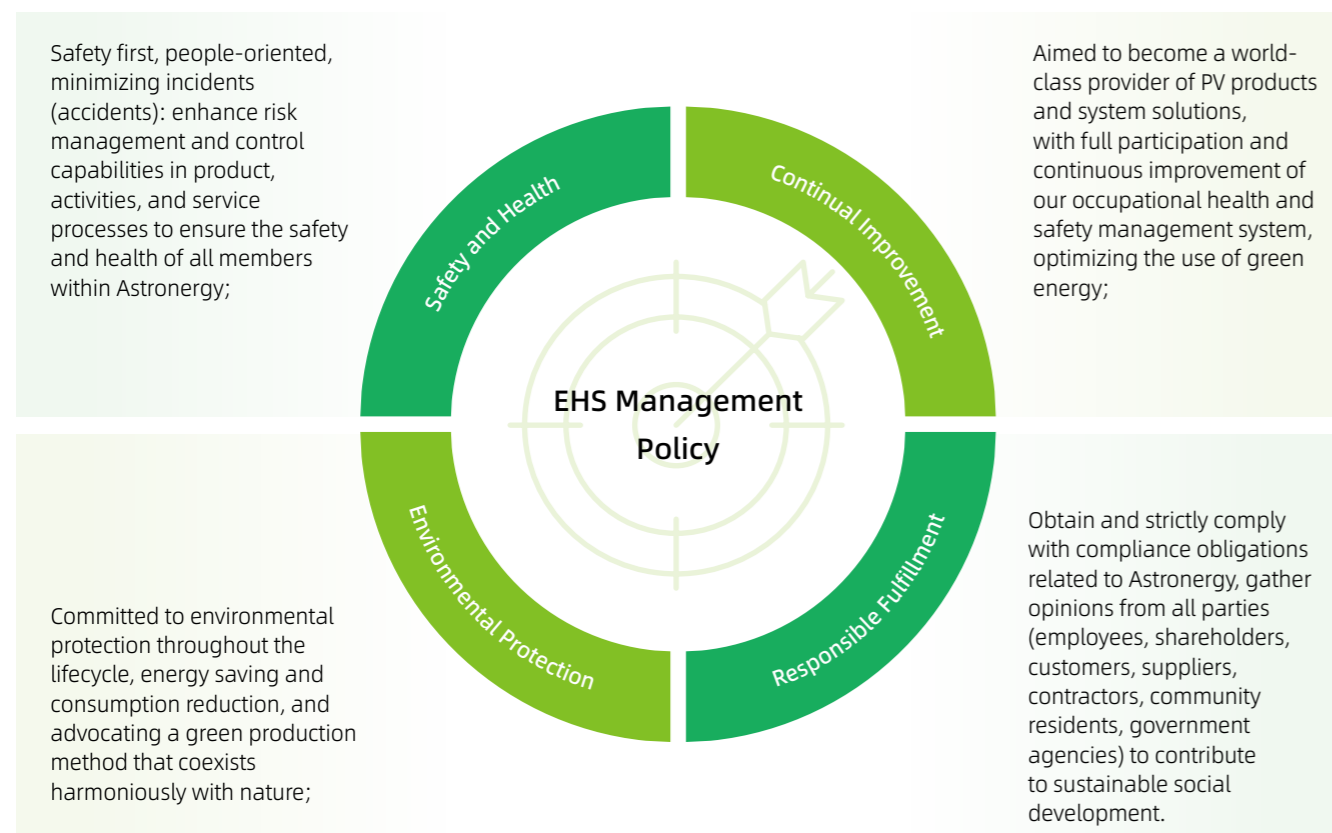 Safety first, people-oriented,
minimizing incidents
(accidents): enhance risk
management and control
capabilities in product,
activities, and service
processes to ensure the safety
and health of all members
within Astronergy;
Safety and Health
Continual Improvement
Aimed to become a world-
class provider of PV products
and system solutions,
with full participation and
continuous improvement of
our occupational health and
safety management system,
optimizing the use of green
energy;
EHS Management
Policy
Committed to environmental
protection throughout the
lifecycle, energy saving and
consumption reduction, and
advocating a green production
method that coexists
harmoniously with nature;
Environmental Protection
Responsible Fulfillment
Obtain and strictly comply
with compliance obligations
related to Astronergy, gather
opinions from all parties
(employees, shareholders,
customers, suppliers,
contractors, community
residents, government
agencies) to contribute
to sustainable social
development.